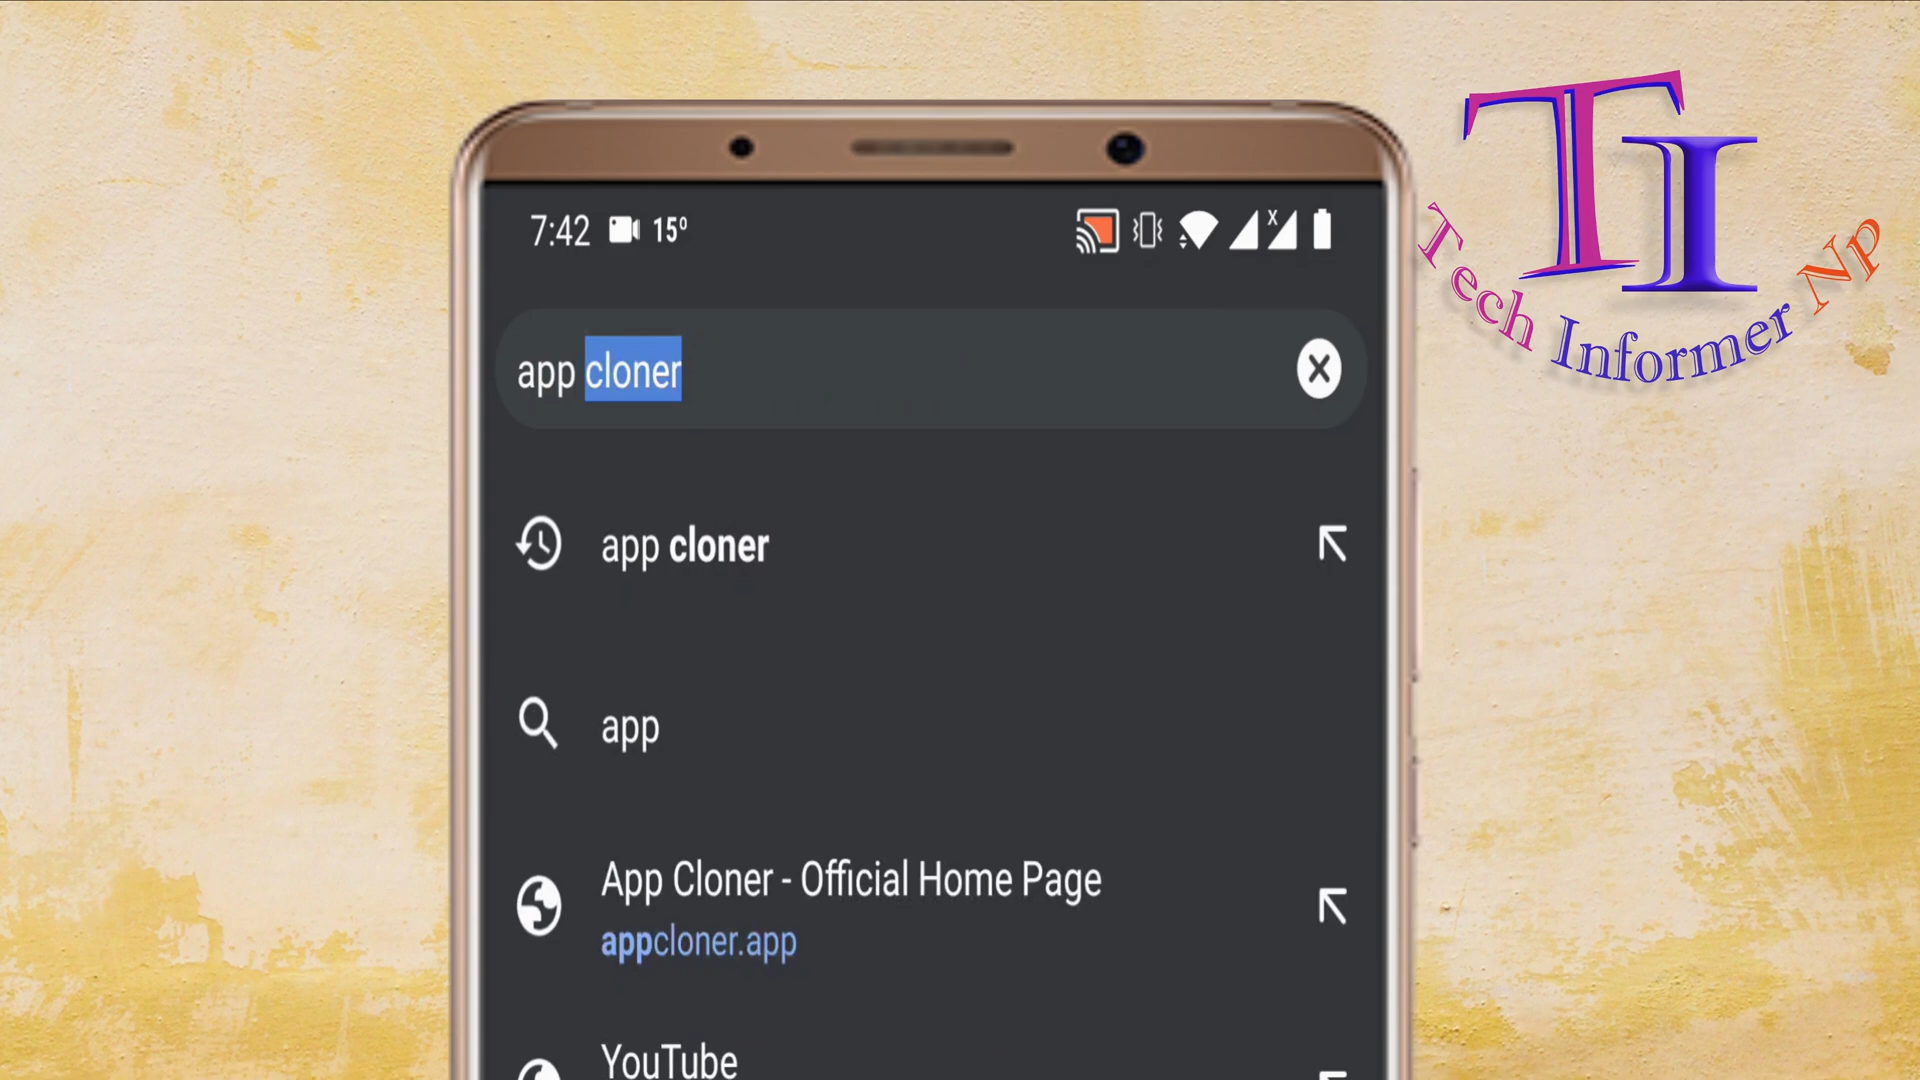 7:42 15⁰
X
app cloner
app cloner
app
App Cloner - Official Home Page
appcloner.app
YouTube
TI
Tech Informer Np